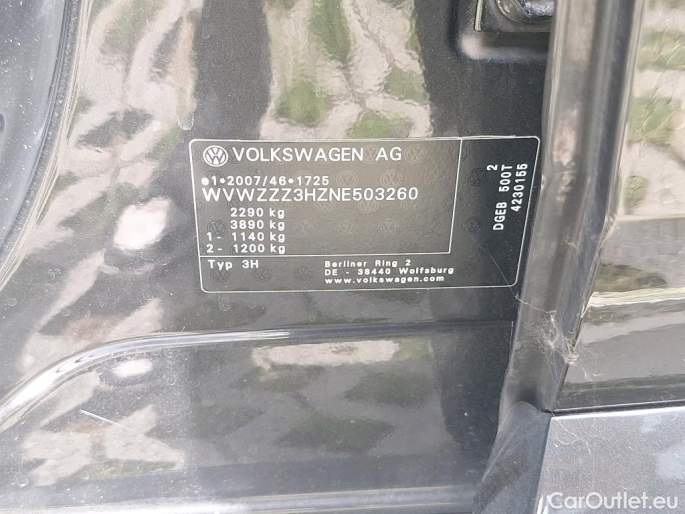 VOLKSWAGEN AG
e1*2007/46*1725
WVWZZZ3HZNE503260
2290 kg
3890 kg
1- 1140 kg
2- 1200 kg
Typ 3H
Berliner Ring 2
DE - 38440 Wolfsburg
www.volkswagen.com
2
DGEB 500T
4230155
CarOutlet.eu